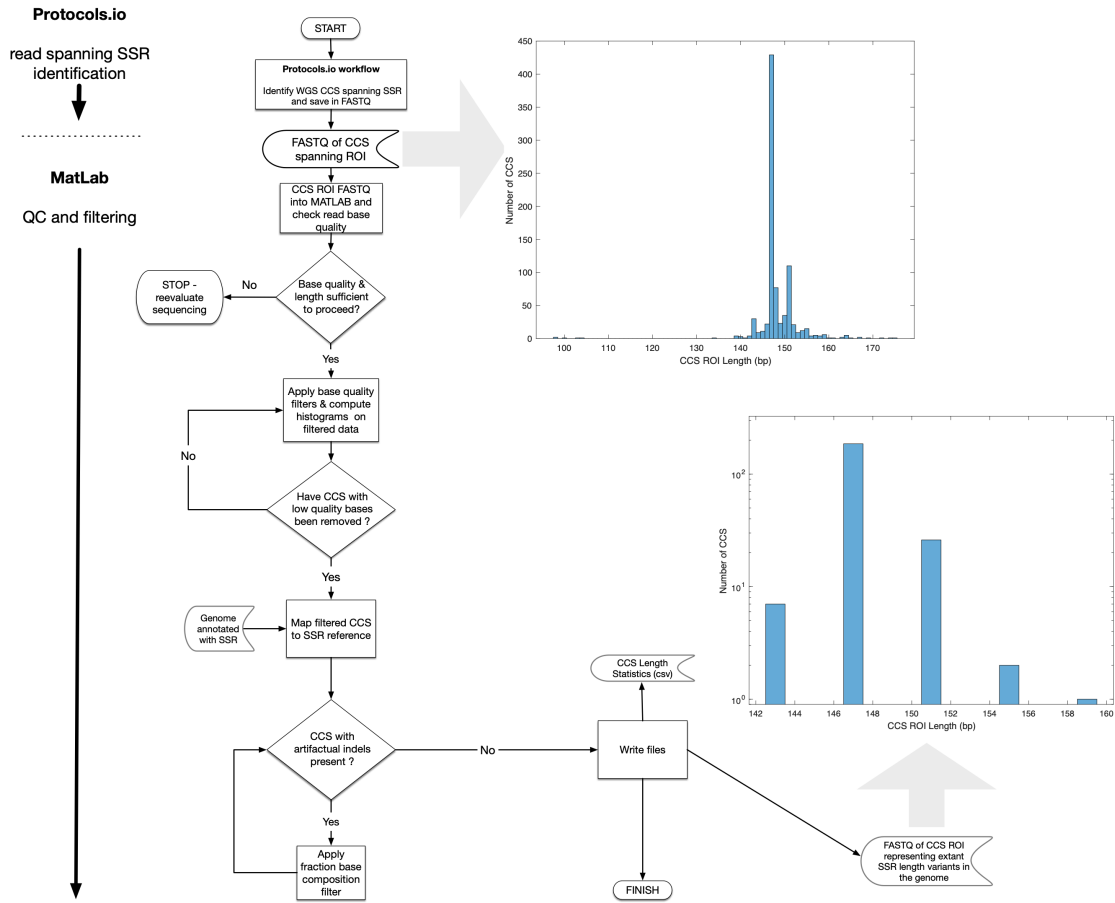 Protocols.io
read spanning SSR
identification
MatLab
QC and filtering
START
Protocols.io workflow
Identify WGS CCS spanning SSR
and save in FASTQ
FASTQ of CCS
spanning ROI
CCS ROI FASTQ
into MATLAB and
check read base
quality
Base quality &
length sufficient
to proceed?
No
STOP -
reevaluate
sequencing
Yes
Apply base quality
filters & compute
histograms on
filtered data
No
Have CCS with
low quality bases
been removed ?
Yes
Genome
annotated
with SSR
Map filtered CCS
to SSR reference
CCS with
artifactual indels
present ?
No
Yes
Apply
fraction base
composition
filter
CCS Length
Statistics (csv)
Write files
FINISH
FASTQ of CCS ROI
representing extant
SSR length variants in
the genome
450
400
350
300
250
200
150
100
50
0
Number of CCS
100 110 120 130 140 150 160 170
CCS ROI Length (bp)
10²
10¹
10⁰
Number of CCS
142 144 146 148 150 152 154 156 158 160
CCS ROI Length (bp)